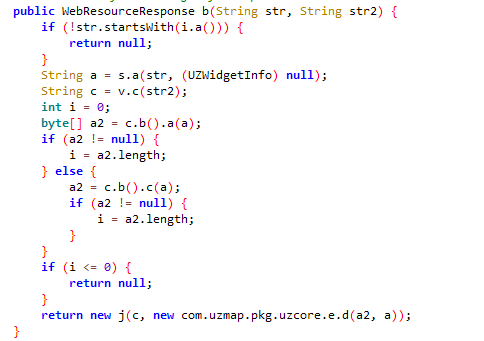 public WebResourceResponse b(String str, String str2) {
    if (!str.startsWith(i.a())) {
        return null;
    }
    String a = s.a(str, (UZWidgetInfo) null);
    String c = v.c(str2);
    int i = 0;
    byte[] a2 = c.b().a(a);
    if (a2 != null) {
        i = a2.length;
    } else {
        a2 = c.b().c(a);
        if (a2 != null) {
            i = a2.length;
        }
    }
    if (i <= 0) {
        return null;
    }
    return new j(c, new com.uzmap.pkg.uzcore.e.d(a2, a));
}